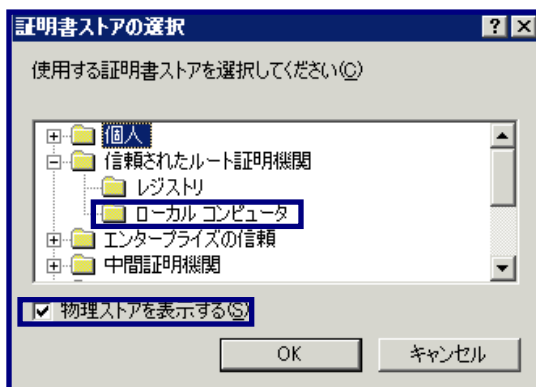 証明書ストアの選択
使用する証明書ストアを選択してください(C)
個人
信頼されたルート証明機関
レジストリ
ローカル コンピュータ
エンタープライズの信頼
中間証明機関
物理ストアを表示する(S)
OK キャンセル